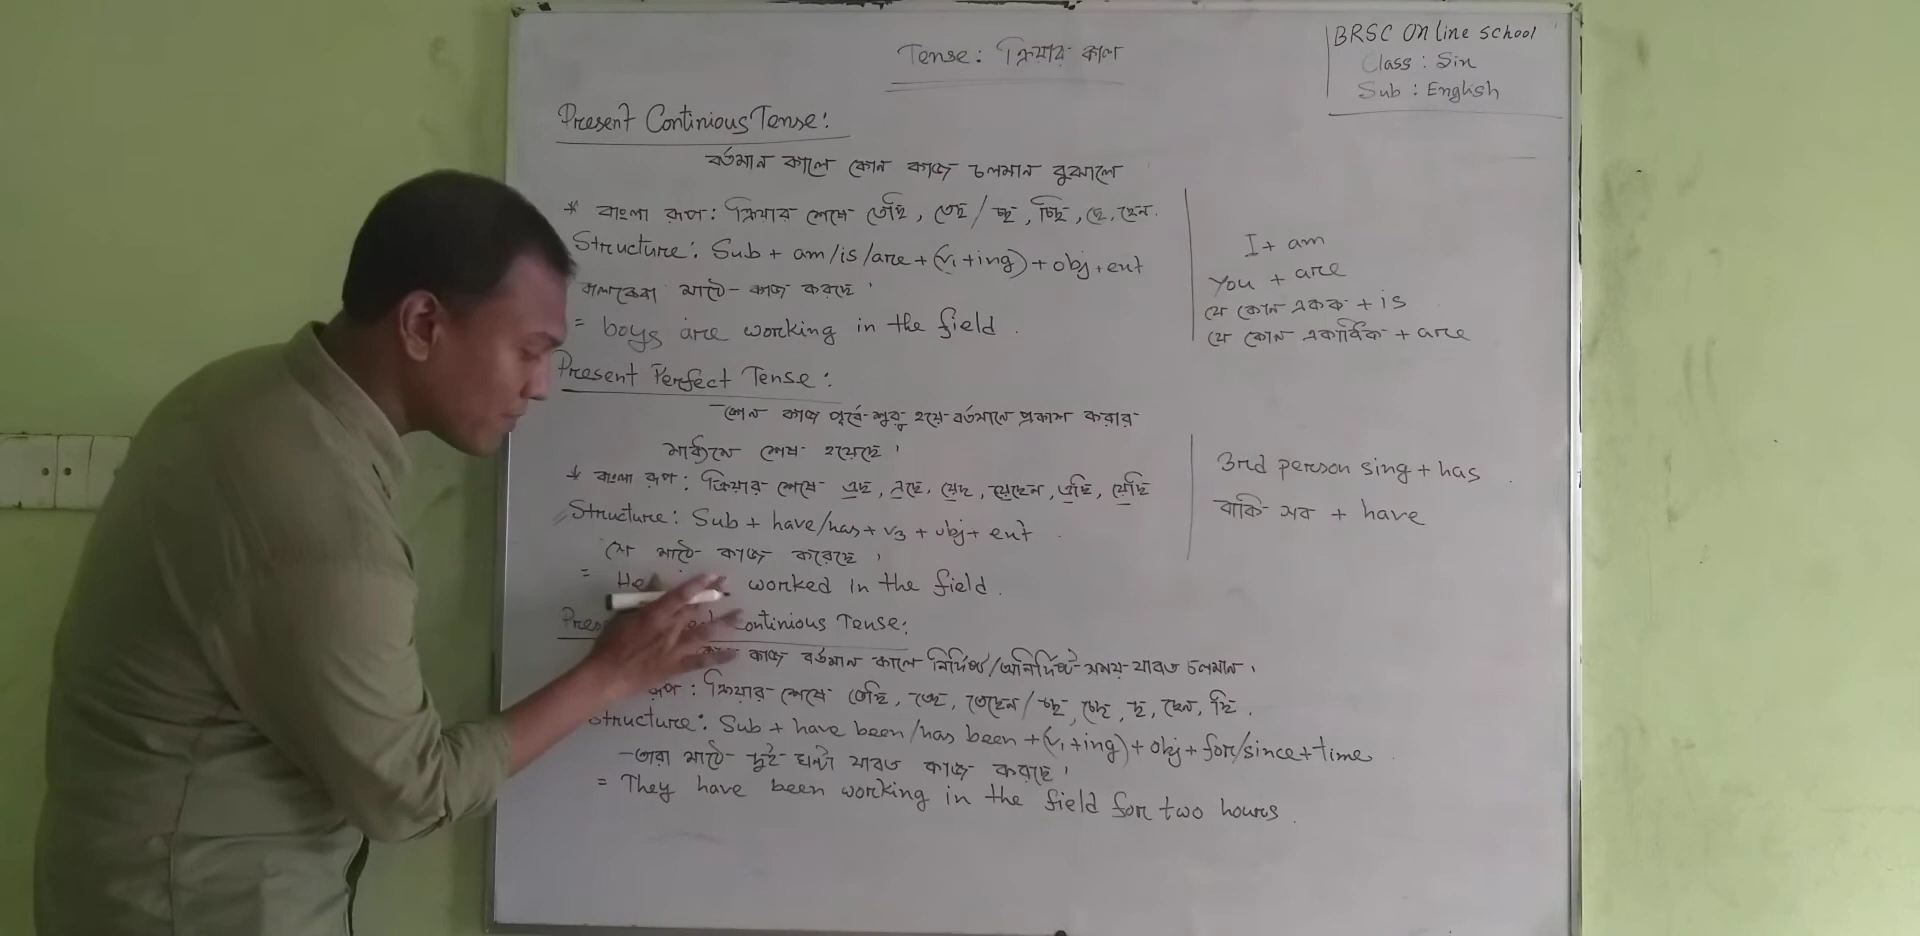 Tense: ক্রিয়ার কাল
BRSC Online school
Class : Six
Sub : English
Present Continious Tense:
বর্তমান কালে কোন কাজ চলমান বুঝালে
* বাংলা রূপ: ক্রিয়ার শেষে তেছি, তেছ / চ্ছ, চ্ছি, ছে, ছেন.
Structure: Sub + am/is/are + (v1+ing) + obj + ext
বালকেরা মাঠে কাজ করছে।
= boys are working in the field.
I + am
You + are
যে কোন একক + is
যে কোন একাধিক + are
Present Perfect Tense:
কোন কাজ পূর্বে শুরু হয়ে বর্তমানে প্রকাশ করার
শেষ হয়েছে।
* বাংলা রূপ: ক্রিয়ার শেষে এছ, এছে, য়েছ, য়েছেন, এছি, য়েছি
Structure: Sub + have/has + v3 + obj + ext
সে মাঠে কাজ করেছে।
= He worked in the field.
3rd person sing + has
বাকি সব + have
Continious Tense:
কাজ বর্তমান কালে নির্দিষ্ট/অনির্দিষ্ট সময় যাবত চলমান।
রূপ: ক্রিয়ার শেষে তেছি, তেছ, তেছেন / চ্ছ, চ্ছে, ছ, ছেন, ছি.
Structure: Sub + have been/has been + (v1+ing) + obj + for/since + time
তারা মাঠে দুই ঘন্টা যাবত কাজ করছে।
= They have been working in the field for two hours.